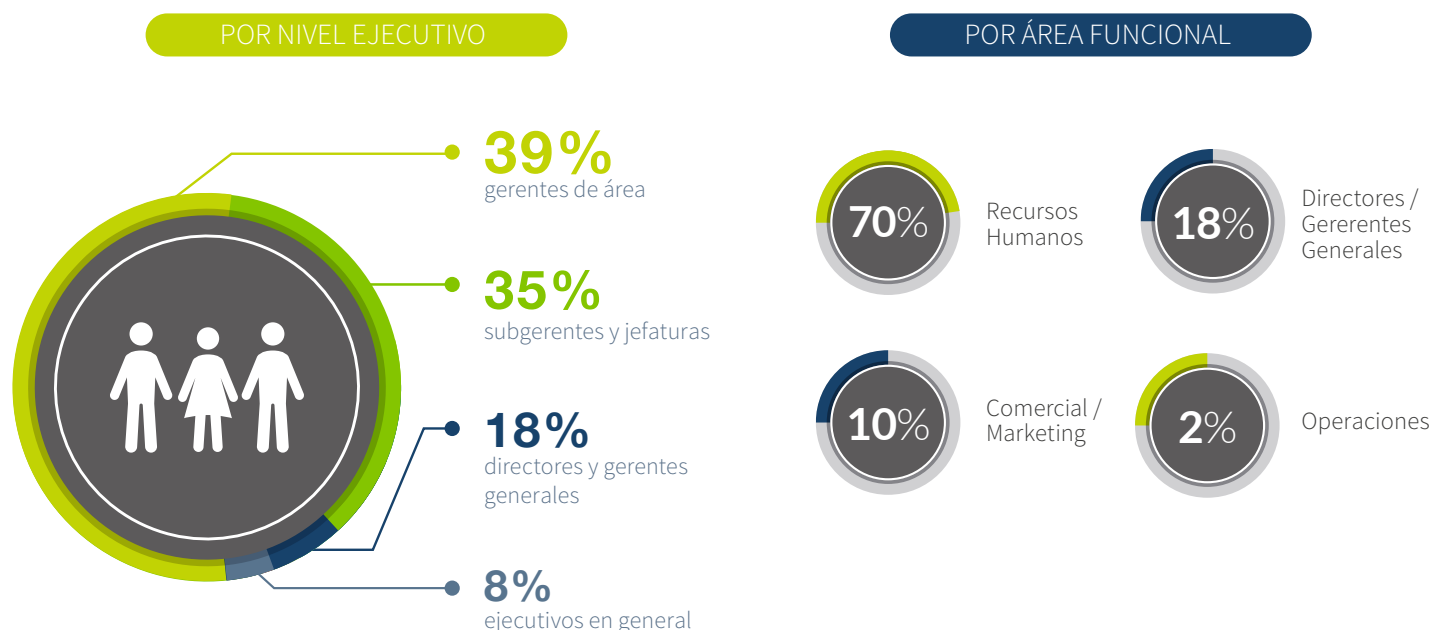 POR NIVEL EJECUTIVO
39%
gerentes de área
35%
subgerentes y jefaturas
18%
directores y gerentes
generales
8%
ejecutivos en general
POR ÁREA FUNCIONAL
70%
Recursos
Humanos
18%
Directores /
Gererentes
Generales
10%
Comercial /
Marketing
2%
Operaciones